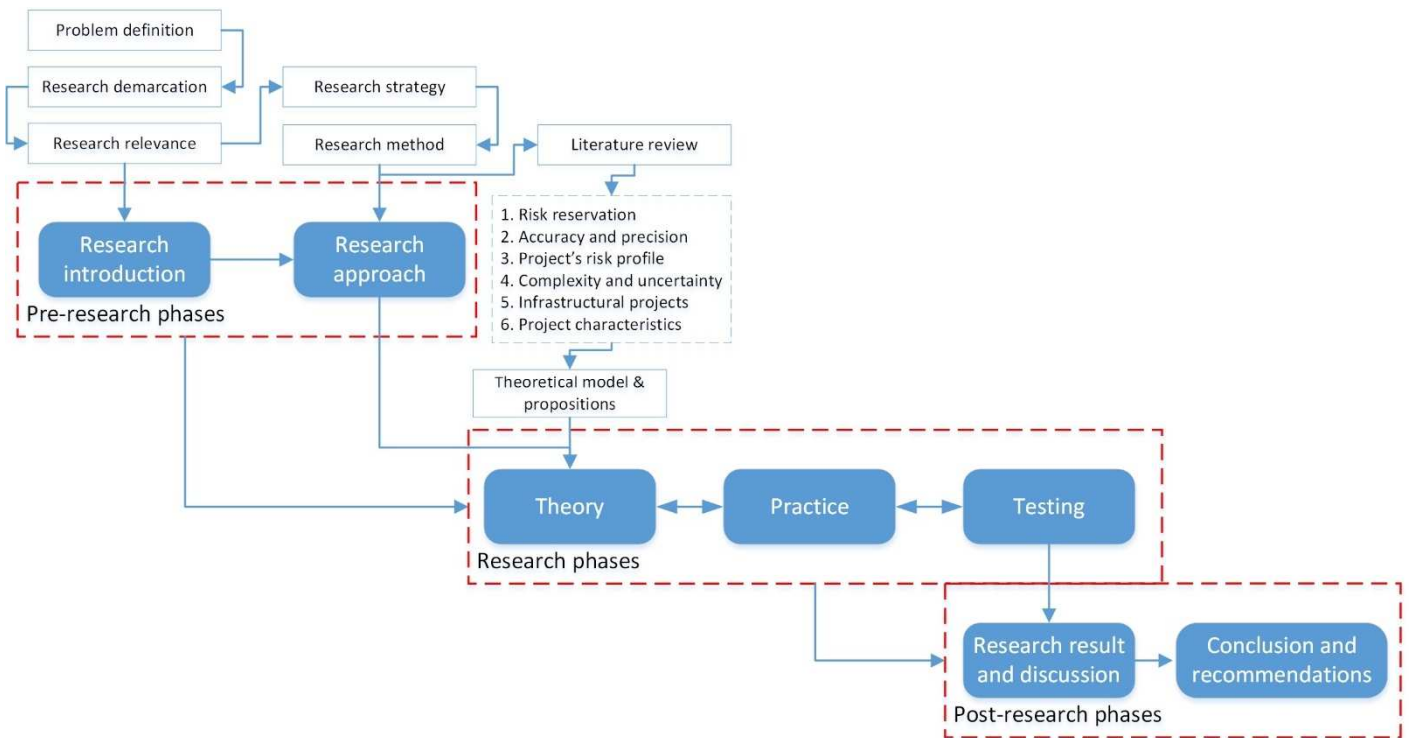 Problem definition
Research demarcation
Research strategy
Research relevance
Research method
Literature review
1. Risk reservation
2. Accuracy and precision
3. Project's risk profile
4. Complexity and uncertainty
5. Infrastructural projects
6. Project characteristics
Research
introduction
Research
approach
Pre-research phases
Theoretical model &
propositions
Theory
Practice
Testing
Research phases
Research result
and discussion
Conclusion and
recommendations
Post-research phases